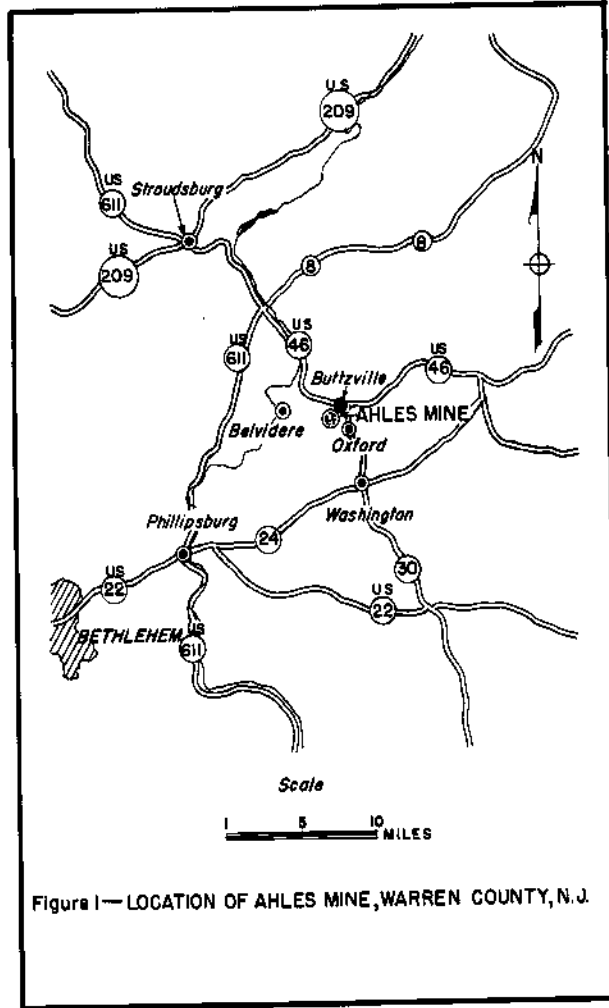 U S
209
N
US
611
Stroudsburg
8
8
US
209
US
611
US
46
US
46
Buttzville
AHLES MINE
Belvidere
Oxford
Phillipsburg
24
Washington
US
22
30
US
22
BETHLEHEM
US
611
Scale
1 5 10
MILES
Figure 1—LOCATION OF AHLES MINE, WARREN COUNTY, N.J.